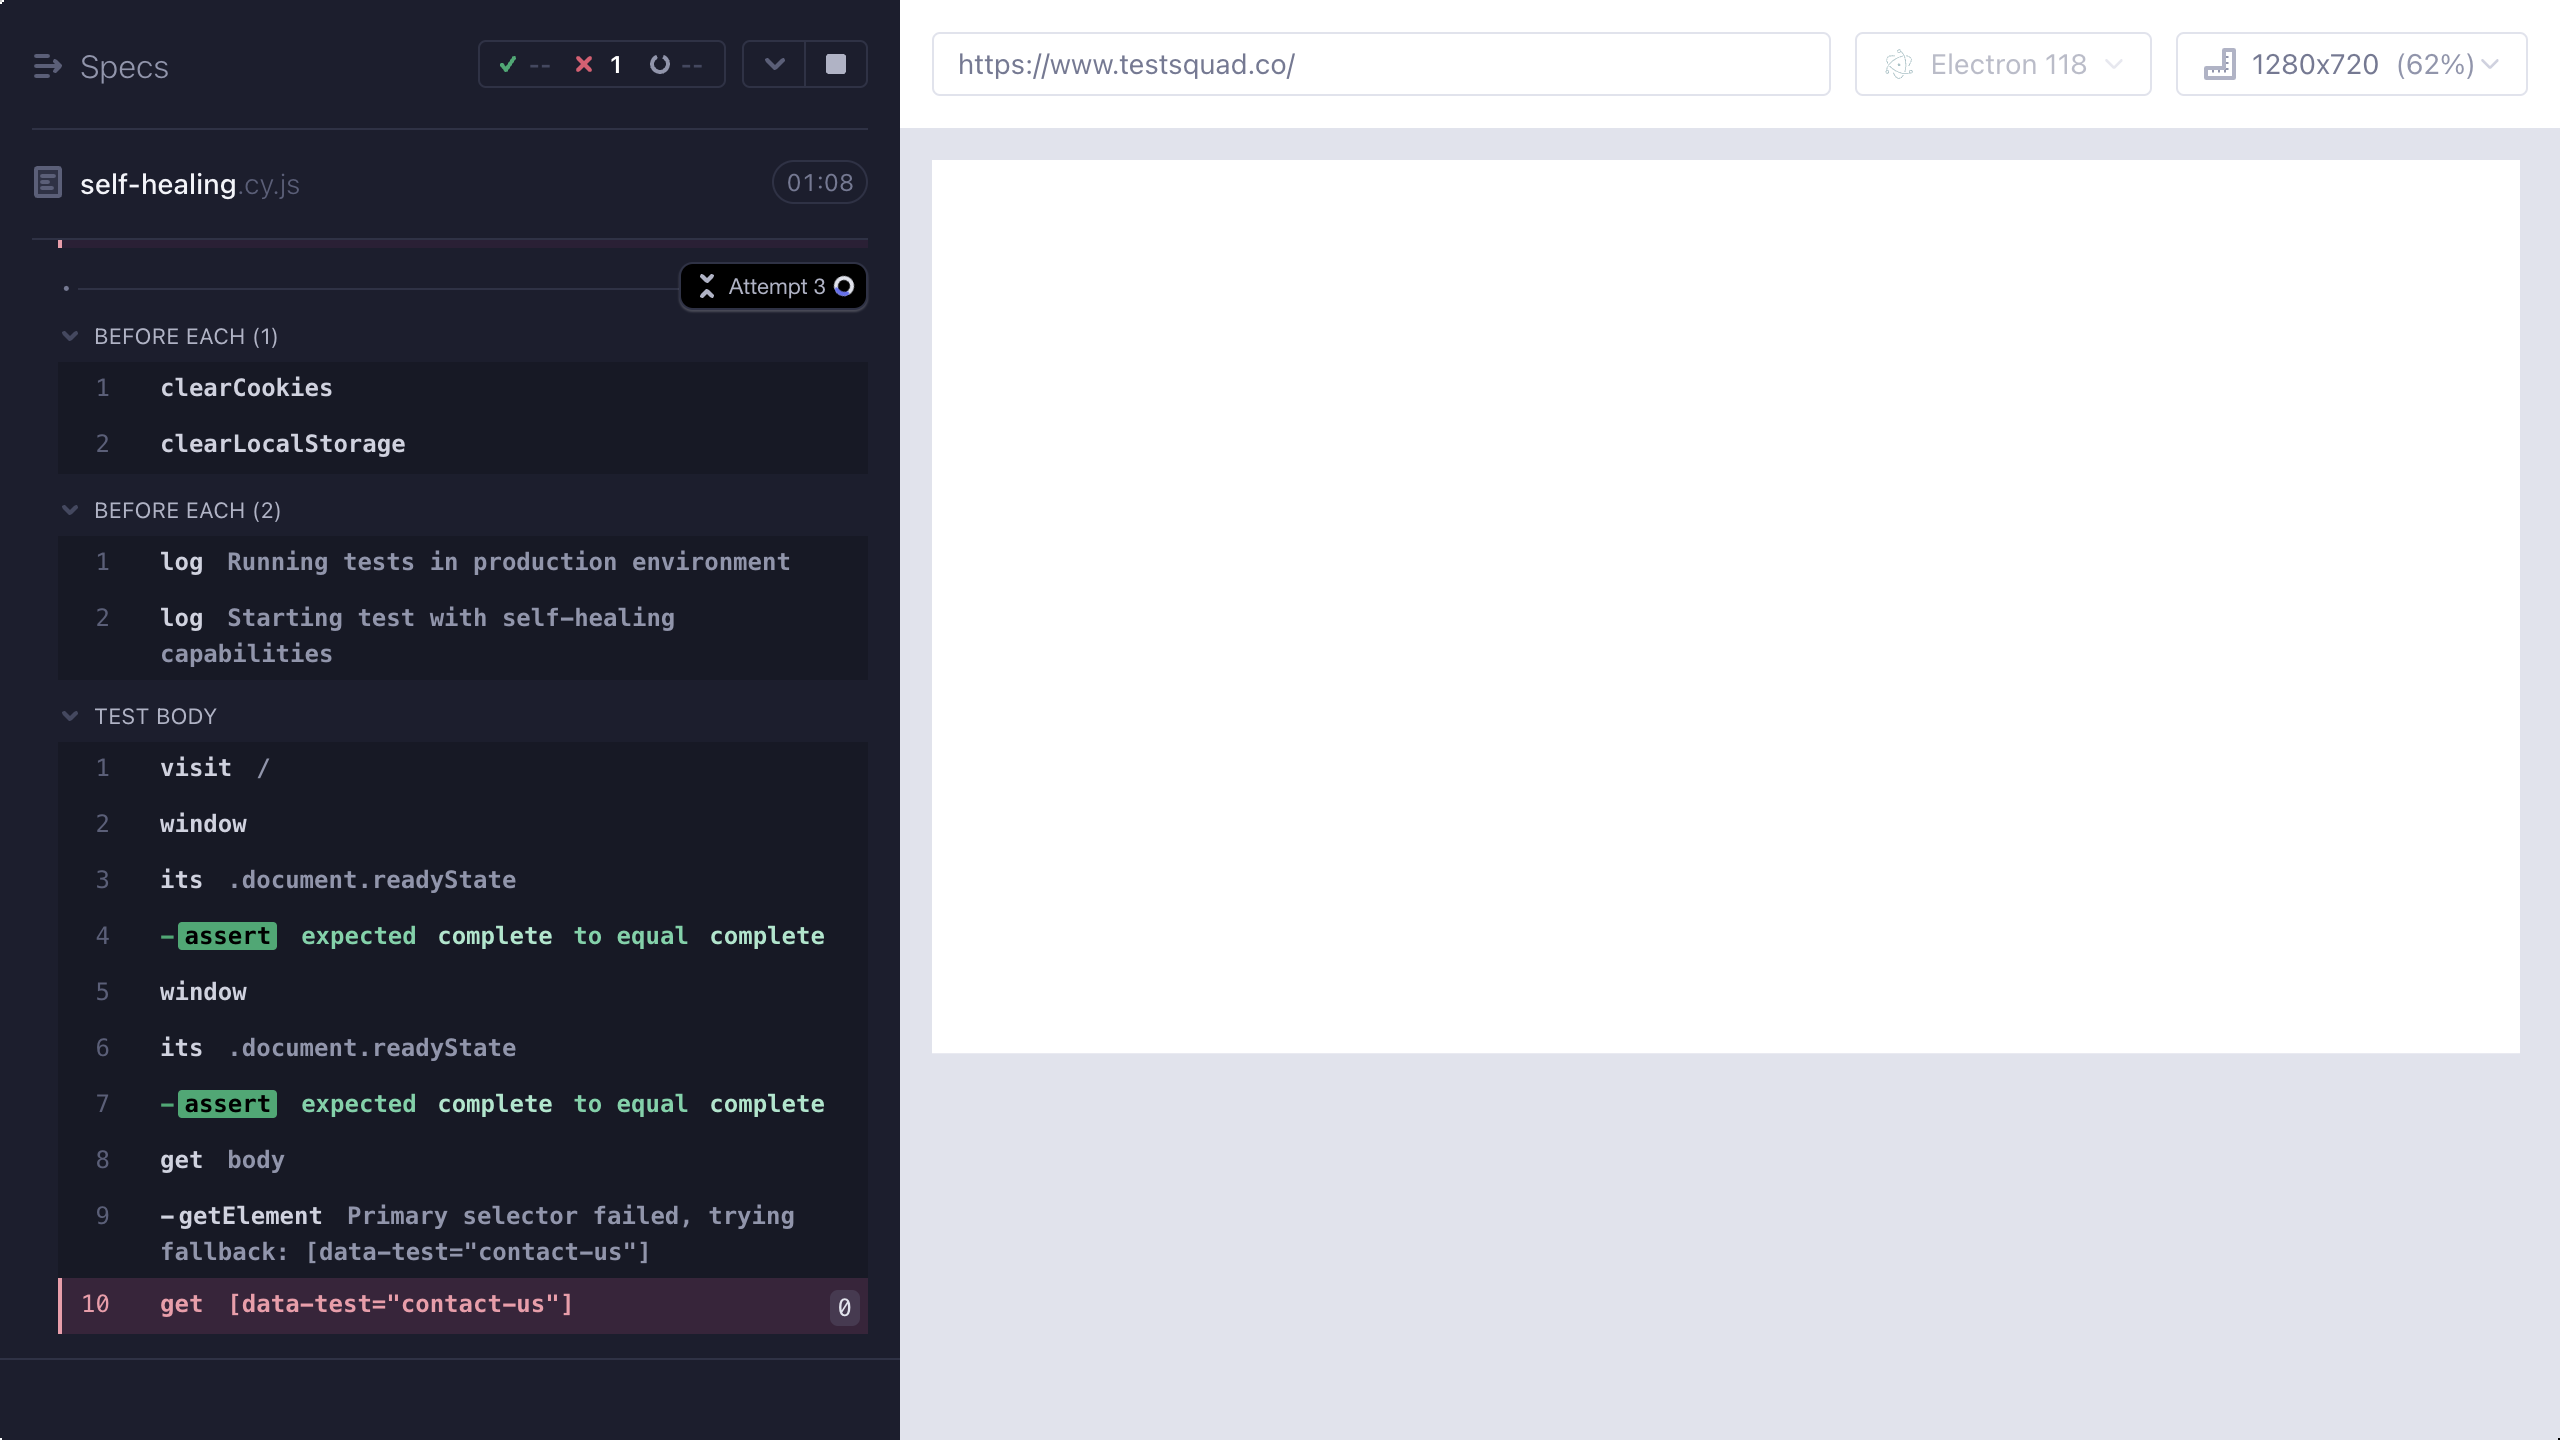 Specs
-- 1 --
https://www.testsquad.co/
Electron 118
1280x720 (62%)
self-healing.cy.js
01:08
Attempt 3
BEFORE EACH (1)
1 clearCookies
2 clearLocalStorage
BEFORE EACH (2)
1 log Running tests in production environment
2 log Starting test with self-healing
capabilities
TEST BODY
1 visit /
2 window
3 its .document.readyState
4 -assert expected complete to equal complete
5 window
6 its .document.readyState
7 -assert expected complete to equal complete
8 get body
9 -getElement Primary selector failed, trying
fallback: [data-test="contact-us"]
10 get [data-test="contact-us"] 0